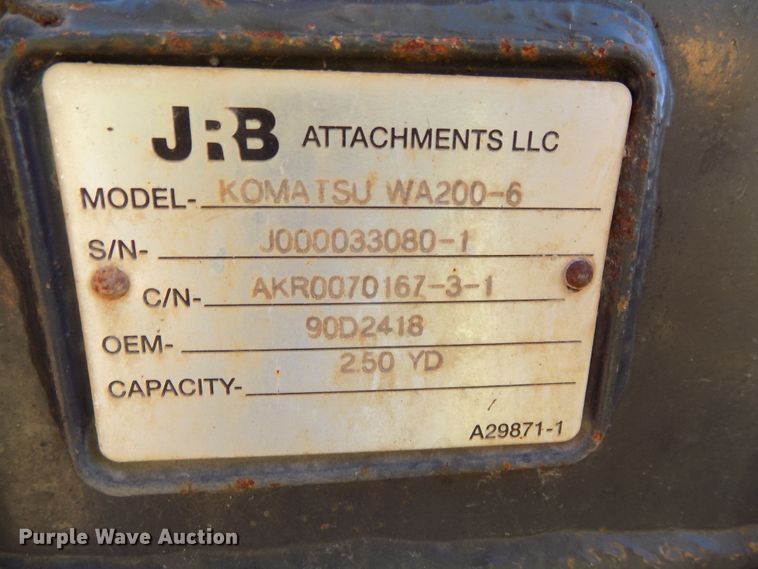 JRB ATTACHMENTS LLC
MODEL- KOMATSU WA200-6
S/N- J000033080-1
C/N- AKR0070167-3-1
OEM- 90D2418
CAPACITY- 2.50 YD
A29871-1
Purple Wave Auction